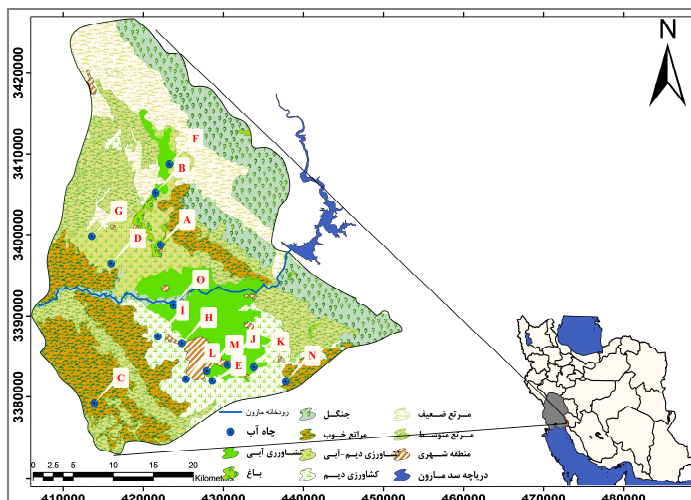 N
3420000
3410000
3400000
3390000
3380000
F
B
G
A
D
O
I
H
J
M
K
L
E
N
C
رودخانه مارون
جنگل
مرتع ضعیف
چاه آب
مراتع خوب
مرتع متوسط
کشاورزی آبی
کشاورزی دیم-آبی
منطقه شهری
باغ
کشاورزی دیم
دریاچه سد مارون
0 2.5 5 10 15 20
Kilometers
410000 420000 430000 440000 450000 460000 470000 480000